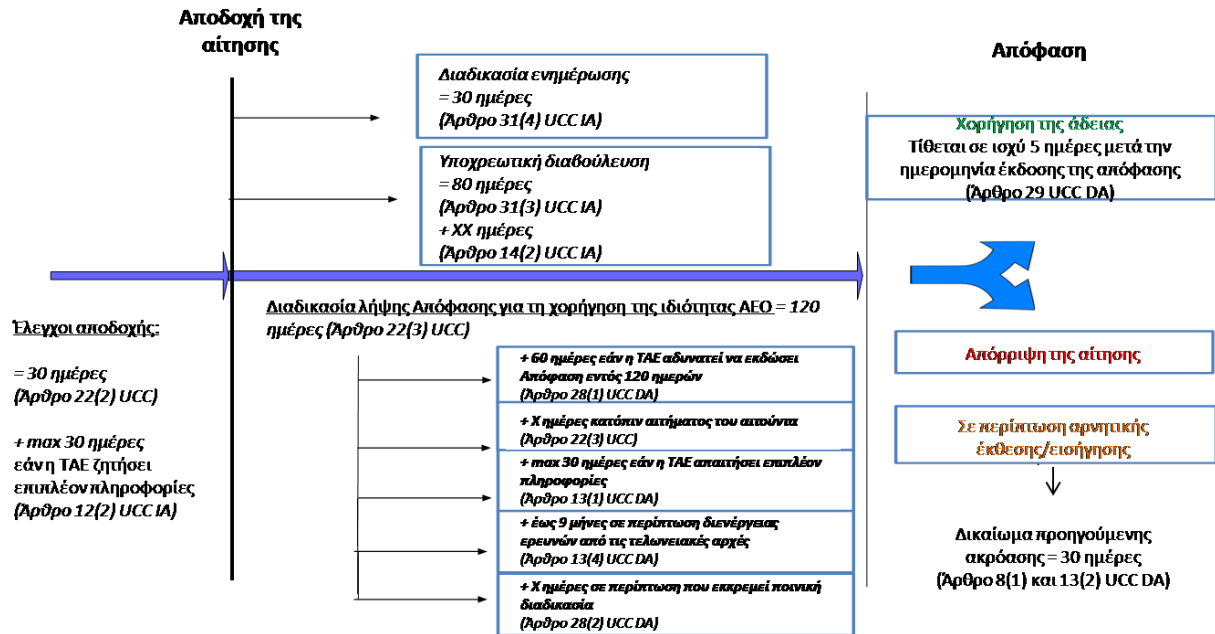 Αποδοχή της
αίτησης
Διαδικασία ενημέρωσης
= 30 ημέρες
(Άρθρο 31(4) UCC IA)
Υποχρεωτική διαβούλευση
= 80 ημέρες
(Άρθρο 31(3) UCC IA)
+ XX ημέρες
(Άρθρο 14(2) UCC IA)
Απόφαση
Χορήγηση της άδειας
Τίθεται σε ισχύ 5 ημέρες μετά την
ημερομηνία έκδοσης της απόφασης
(Άρθρο 29 UCC DA)
Έλεγχοι αποδοχής:
= 30 ημέρες
(Άρθρο 22(2) UCC)
+ max 30 ημέρες
εάν η ΤΑΕ ζητήσει
επιπλέον πληροφορίες
(Άρθρο 12(2) UCC IA)
Διαδικασία λήψης Απόφασης για τη χορήγηση της ιδιότητας ΑΕΟ = 120
ημέρες (Άρθρο 22(3) UCC)
+ 60 ημέρες εάν η ΤΑΕ αδυνατεί να εκδώσει
Απόφαση εντός 120 ημερών
(Άρθρο 28(1) UCC DA)
+ X ημέρες κατόπιν αιτήματος του αιτούντα
(Άρθρο 22(3) UCC)
+ max 30 ημέρες εάν η ΤΑΕ απαιτήσει επιπλέον
πληροφορίες
(Άρθρο 13(1) UCC DA)
+ έως 9 μήνες σε περίπτωση διενέργειας
ερευνών από τις τελωνειακές αρχές
(Άρθρο 13(4) UCC DA)
+ X ημέρες σε περίπτωση που εκκρεμεί ποινική
διαδικασία
(Άρθρο 28(2) UCC DA)
Απόρριψη της αίτησης
Σε περίπτωση αρνητικής
έκθεσης/εισήγησης
Δικαίωμα προηγούμενης
ακρόασης = 30 ημέρες
(Άρθρο 8(1) και 13(2) UCC DA)